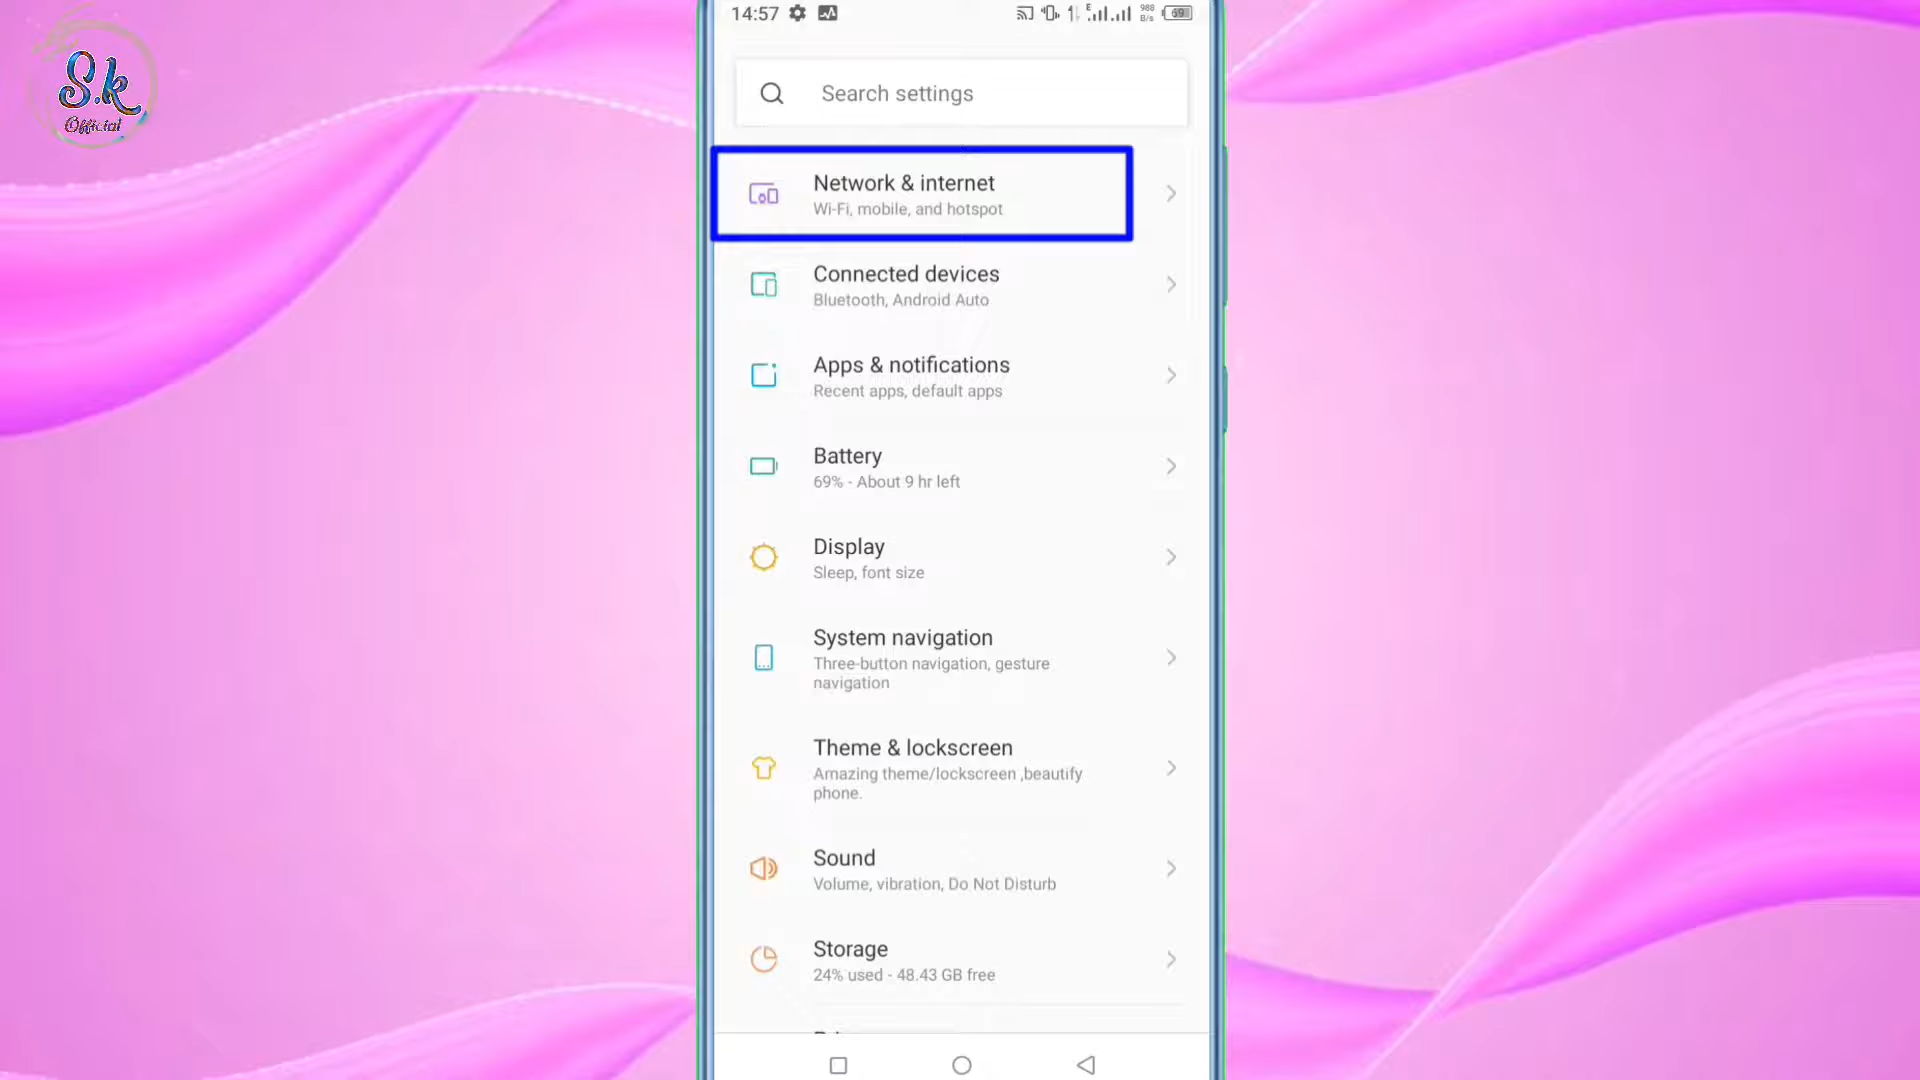 S.k
Official
14:57
E
988
B/s
69
Search settings
Network & internet
Wi-Fi, mobile, and hotspot
Connected devices
Bluetooth, Android Auto
Apps & notifications
Recent apps, default apps
Battery
69% - About 9 hr left
Display
Sleep, font size
System navigation
Three-button navigation, gesture
navigation
Theme & lockscreen
Amazing theme/lockscreen ,beautify
phone.
Sound
Volume, vibration, Do Not Disturb
Storage
24% used - 48.43 GB free